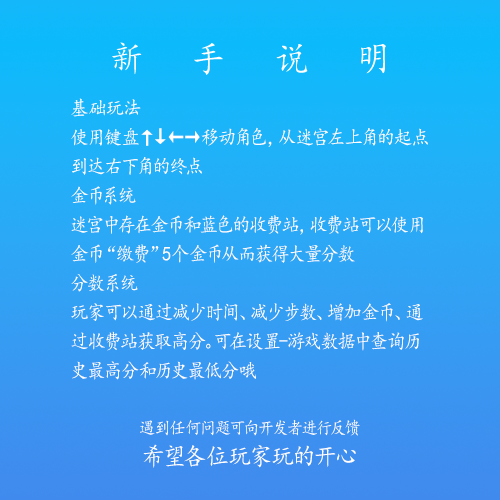 新手说明
基础玩法
使用键盘↑↓←→移动角色，从迷宫左上角的起点
到达右下角的终点
金币系统
迷宫中存在金币和蓝色的收费站，收费站可以使用
金币“缴费”5个金币从而获得大量分数
分数系统
玩家可以通过减少时间、减少步数、增加金币、通
过收费站获取高分。可在设置-游戏数据中查询历
史最高分和历史最低分哦
遇到任何问题可向开发者进行反馈
希望各位玩家玩的开心